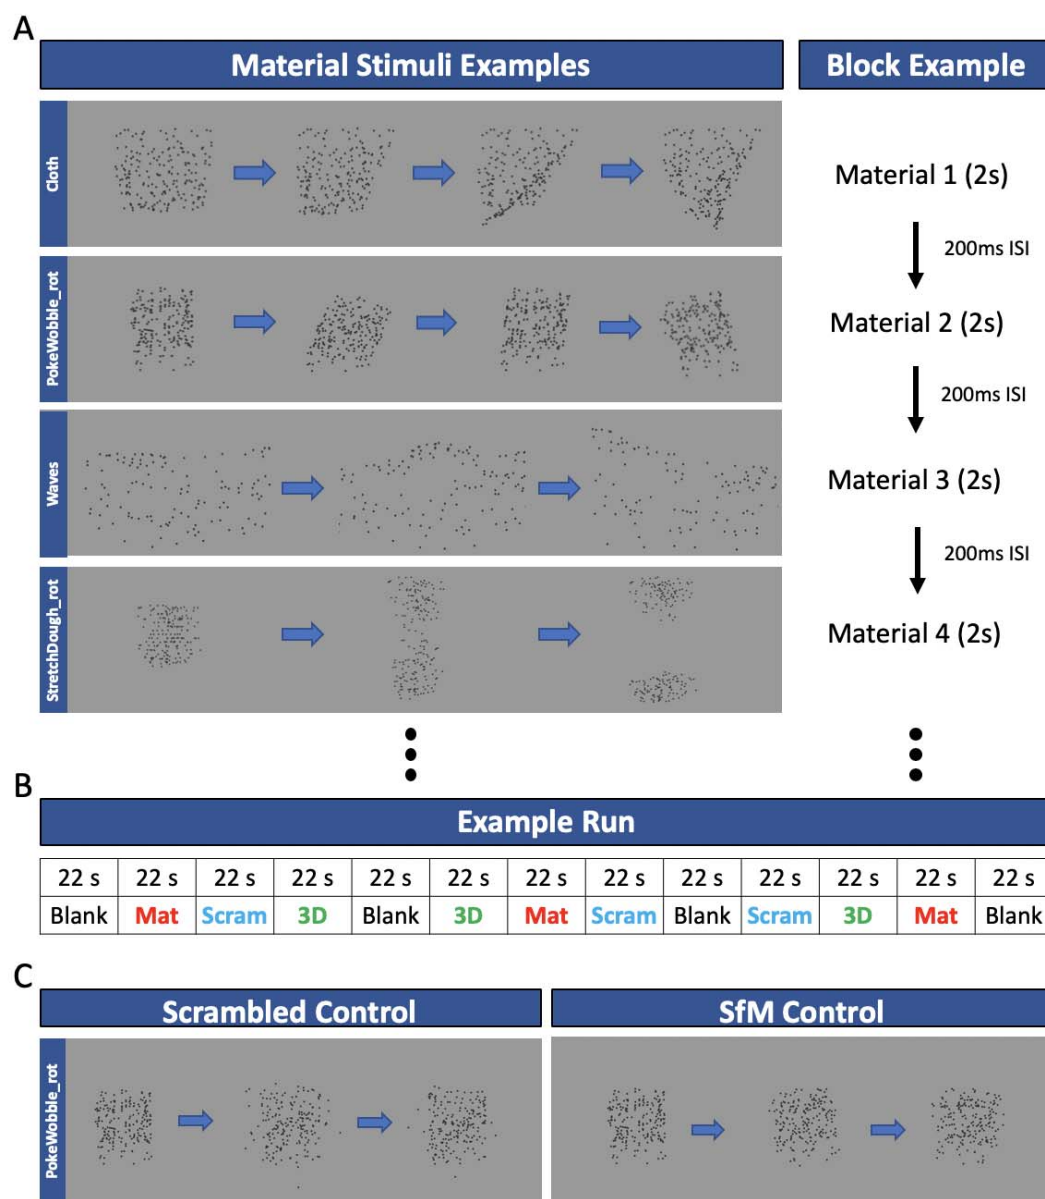 A
Material Stimuli Examples
Block Example
Cloth
PokeWobble_rot
Waves
StretchDough_rot
Material 1 (2s)
200ms ISI
Material 2 (2s)
200ms ISI
Material 3 (2s)
200ms ISI
Material 4 (2s)
B
Example Run
22 s 22 s 22 s 22 s 22 s 22 s 22 s 22 s 22 s 22 s 22 s 22 s 22 s
Blank Mat Scram 3D Blank 3D Mat Scram Blank Scram 3D Mat Blank
C
Scrambled Control
SfM Control
PokeWobble_rot